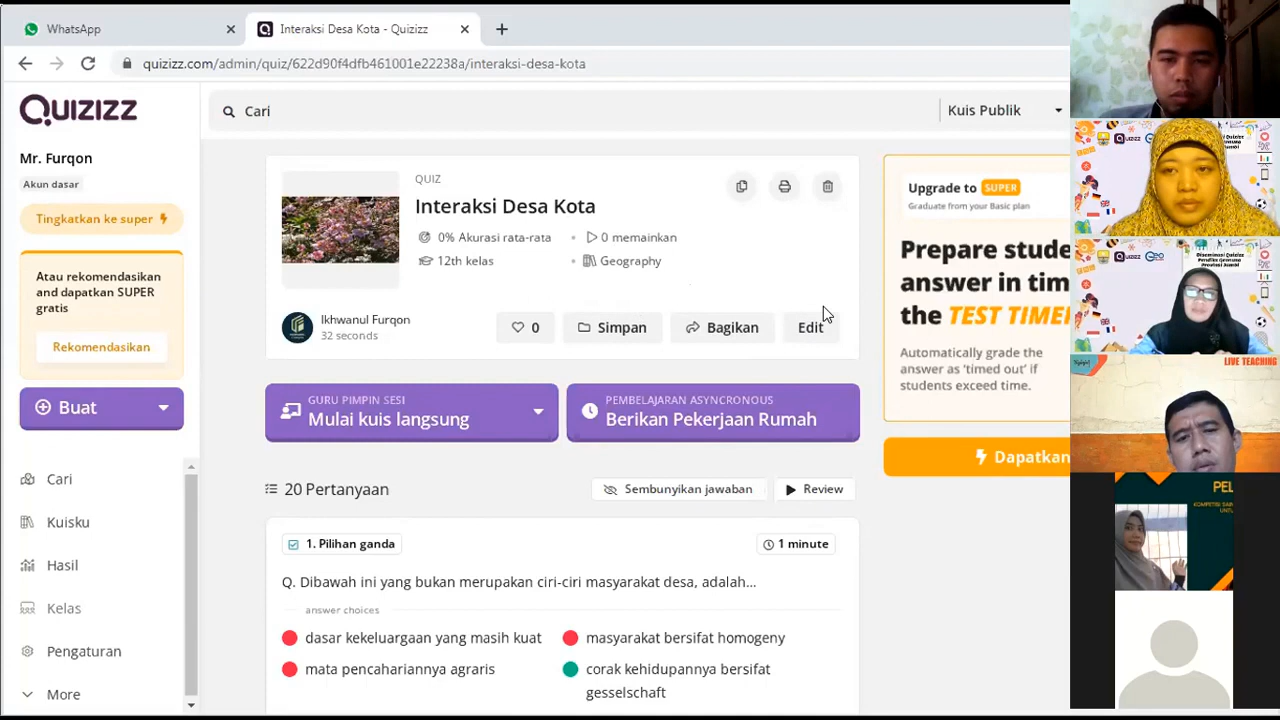 WhatsApp
Interaksi Desa Kota - Quizizz
quizizz.com/admin/quiz/622d90f4dfb461001e22238a/interaksi-desa-kota
QUIZIZZ
Cari
Kuis Publik
Mr. Furqon
Akun dasar
Tingkatkan ke super
Atau rekomendasikan
and dapatkan SUPER
gratis
Rekomendasikan
Buat
Cari
Kuisku
Hasil
Kelas
Pengaturan
More
QUIZ
Interaksi Desa Kota
0% Akurasi rata-rata
0 memainkan
12th kelas
Geography
Ikhwanul Furqon
32 seconds
0
Simpan
Bagikan
Edit
GURU PIMPIN SESI
Mulai kuis langsung
PEMBELAJARAN ASYNCRONOUS
Berikan Pekerjaan Rumah
20 Pertanyaan
Sembunyikan jawaban
Review
1. Pilihan ganda
1 minute
Q. Dibawah ini yang bukan merupakan ciri-ciri masyarakat desa, adalah...
answer choices
dasar kekeluargaan yang masih kuat
masyarakat bersifat homogeny
mata pencahariannya agraris
corak kehidupannya bersifat
gesselschaft
Upgrade to SUPER
Graduate from your Basic plan
Prepare stude
answer in tim
the TEST TIME
Automatically grade the
answer as 'timed out' if
students exceed time.
Dapatkan
LIVE TEACHING
PEL